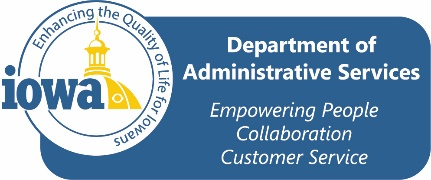 Enhancing the Quality of Life for Iowans
iowa
Department of
Administrative Services
Empowering People
Collaboration
Customer Service